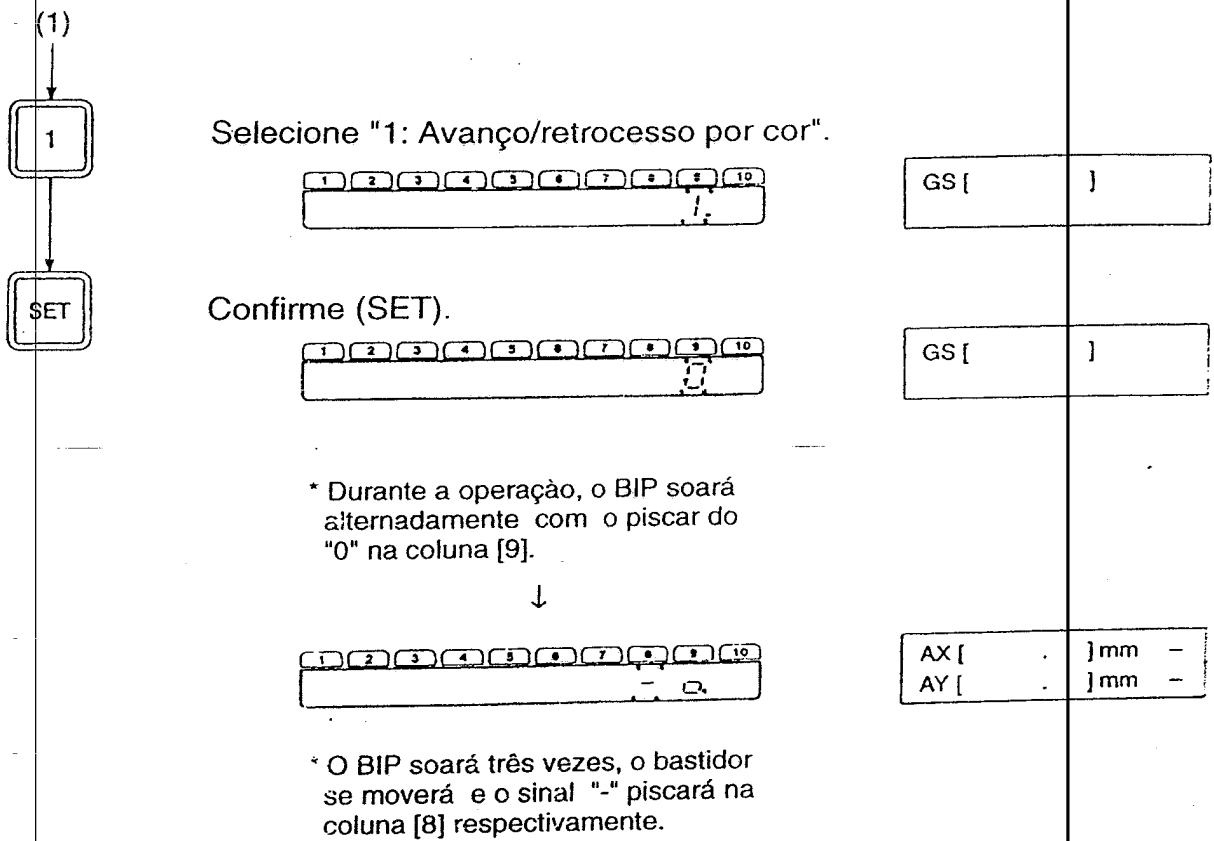 (1)
1
Selecione "1: Avanço/retrocesso por cor".
1 2 3 4 5 6 7 8 9 10
1.
GS [ ]
SET
Confirme (SET).
1 2 3 4 5 6 7 8 9 10
0
GS [ ]
* Durante a operaçào, o BIP soará
alternadamente com o piscar do
"0" na coluna [9].
↓
1 2 3 4 5 6 7 8 9 10
- o.
AX [ . ] mm -
AY [ . ] mm -
* O BIP soará três vezes, o bastidor
se moverá e o sinal "-" piscará na
coluna [8] respectivamente.